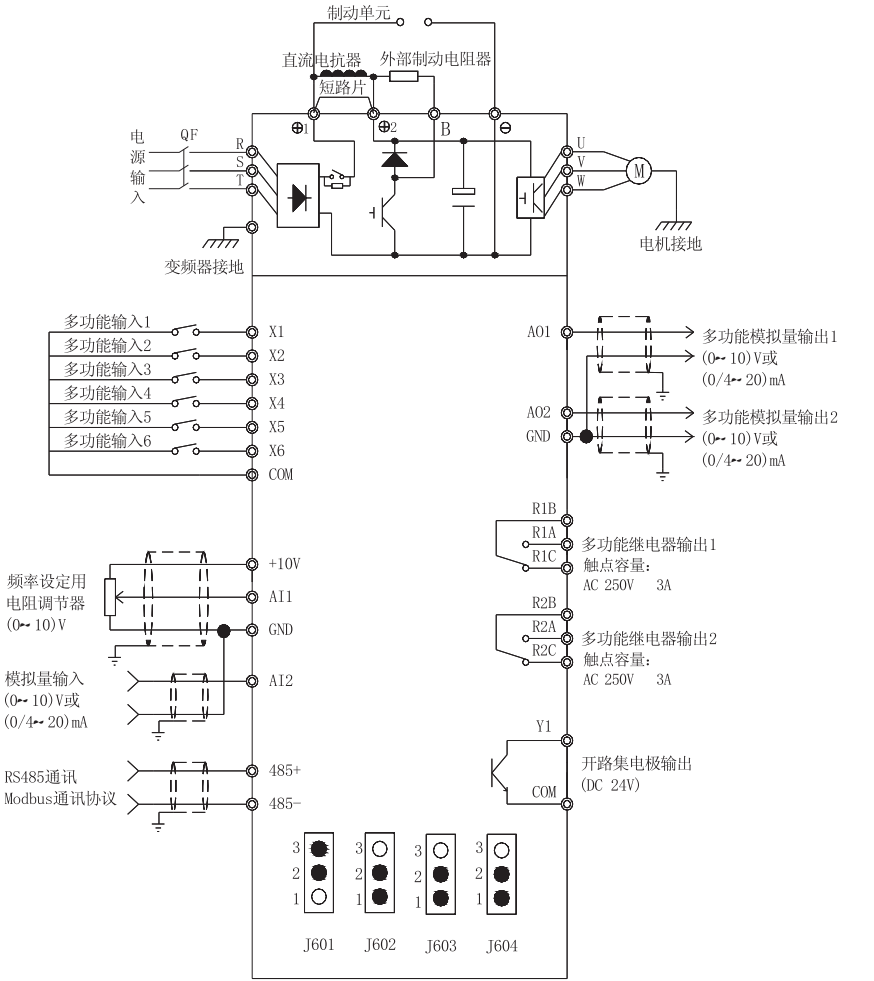 制动单元
直流电抗器
外部制动电阻器
短路片
⊕1
⊕2
B
⊖
电
源
输
入
QF
R
S
T
U
V
W
M
变频器接地
电机接地
多功能输入1
X1
多功能输入2
X2
多功能输入3
X3
多功能输入4
X4
多功能输入5
X5
多功能输入6
X6
COM
AO1
多功能模拟量输出1
(0~10)V或
(0/4~20)mA
AO2
GND
多功能模拟量输出2
(0~10)V或
(0/4~20)mA
R1B
R1A
R1C
多功能继电器输出1
触点容量：
AC 250V 3A
频率设定用
电阻调节器
(0~10)V
+10V
AI1
GND
R2B
R2A
R2C
多功能继电器输出2
触点容量：
AC 250V 3A
模拟量输入
(0~10)V或
(0/4~20)mA
AI2
RS485通讯
Modbus通讯协议
485+
485-
Y1
COM
开路集电极输出
(DC 24V)
3
2
1
J601
3
2
1
J602
3
2
1
J603
3
2
1
J604